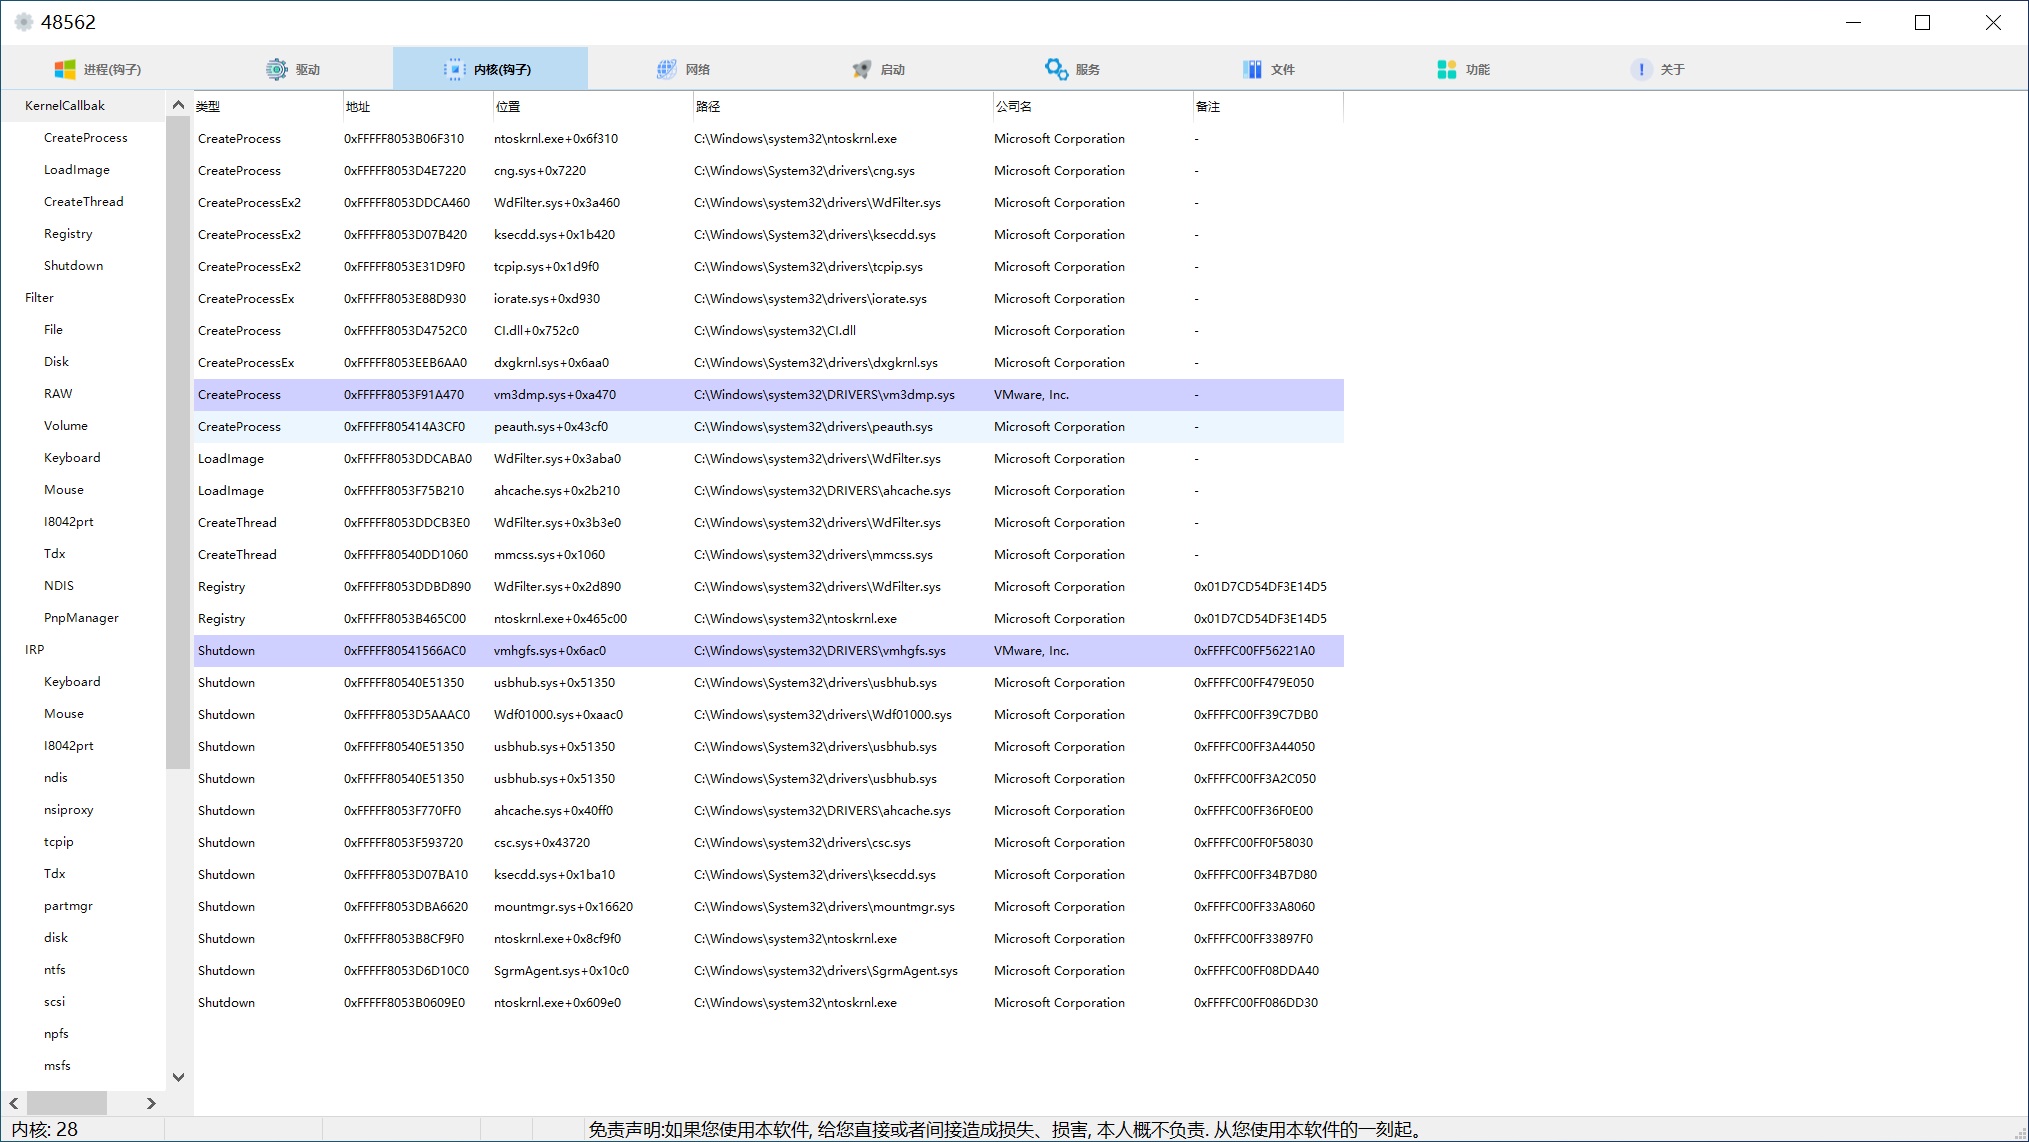 48562
进程(钩子) 驱动 内核(钩子) 网络 启动 服务 文件 功能 关于
KernelCallbak
CreateProcess
LoadImage
CreateThread
Registry
Shutdown
Filter
File
Disk
RAW
Volume
Keyboard
Mouse
I8042prt
Tdx
NDIS
PnpManager
IRP
Keyboard
Mouse
I8042prt
ndis
nsiproxy
tcpip
Tdx
partmgr
disk
ntfs
scsi
npfs
msfs
类型 地址 位置 路径 公司名 备注
CreateProcess 0xFFFFF8053B06F310 ntoskrnl.exe+0x6f310 C:\Windows\system32\ntoskrnl.exe Microsoft Corporation -
CreateProcess 0xFFFFF8053D4E7220 cng.sys+0x7220 C:\Windows\System32\drivers\cng.sys Microsoft Corporation -
CreateProcessEx2 0xFFFFF8053DDCA460 WdFilter.sys+0x3a460 C:\Windows\system32\drivers\WdFilter.sys Microsoft Corporation -
CreateProcessEx2 0xFFFFF8053D07B420 ksecdd.sys+0x1b420 C:\Windows\System32\drivers\ksecdd.sys Microsoft Corporation -
CreateProcessEx2 0xFFFFF8053E31D9F0 tcpip.sys+0x1d9f0 C:\Windows\System32\drivers\tcpip.sys Microsoft Corporation -
CreateProcessEx 0xFFFFF8053E88D930 iorate.sys+0xd930 C:\Windows\system32\drivers\iorate.sys Microsoft Corporation -
CreateProcess 0xFFFFF8053D4752C0 CI.dll+0x752c0 C:\Windows\system32\CI.dll Microsoft Corporation -
CreateProcessEx 0xFFFFF8053EEB6AA0 dxgkrnl.sys+0x6aa0 C:\Windows\System32\drivers\dxgkrnl.sys Microsoft Corporation -
CreateProcess 0xFFFFF8053F91A470 vm3dmp.sys+0xa470 C:\Windows\system32\DRIVERS\vm3dmp.sys VMware, Inc. -
CreateProcess 0xFFFFF805414A3CF0 peauth.sys+0x43cf0 C:\Windows\system32\drivers\peauth.sys Microsoft Corporation -
LoadImage 0xFFFFF8053DDCABA0 WdFilter.sys+0x3aba0 C:\Windows\system32\drivers\WdFilter.sys Microsoft Corporation -
LoadImage 0xFFFFF8053F75B210 ahcache.sys+0x2b210 C:\Windows\system32\DRIVERS\ahcache.sys Microsoft Corporation -
CreateThread 0xFFFFF8053DDCB3E0 WdFilter.sys+0x3b3e0 C:\Windows\system32\drivers\WdFilter.sys Microsoft Corporation -
CreateThread 0xFFFFF80540DD1060 mmcss.sys+0x1060 C:\Windows\system32\drivers\mmcss.sys Microsoft Corporation -
Registry 0xFFFFF8053DDBD890 WdFilter.sys+0x2d890 C:\Windows\system32\drivers\WdFilter.sys Microsoft Corporation 0x01D7CD54DF3E14D5
Registry 0xFFFFF8053B465C00 ntoskrnl.exe+0x465c00 C:\Windows\system32\ntoskrnl.exe Microsoft Corporation 0x01D7CD54DF3E14D5
Shutdown 0xFFFFF80541566AC0 vmhgfs.sys+0x6ac0 C:\Windows\system32\DRIVERS\vmhgfs.sys VMware, Inc. 0xFFFFC00FF56221A0
Shutdown 0xFFFFF80540E51350 usbhub.sys+0x51350 C:\Windows\System32\drivers\usbhub.sys Microsoft Corporation 0xFFFFC00FF479E050
Shutdown 0xFFFFF8053D5AAAC0 Wdf01000.sys+0xaac0 C:\Windows\system32\drivers\Wdf01000.sys Microsoft Corporation 0xFFFFC00FF39C7DB0
Shutdown 0xFFFFF80540E51350 usbhub.sys+0x51350 C:\Windows\System32\drivers\usbhub.sys Microsoft Corporation 0xFFFFC00FF3A44050
Shutdown 0xFFFFF80540E51350 usbhub.sys+0x51350 C:\Windows\System32\drivers\usbhub.sys Microsoft Corporation 0xFFFFC00FF3A2C050
Shutdown 0xFFFFF8053F770FF0 ahcache.sys+0x40ff0 C:\Windows\system32\DRIVERS\ahcache.sys Microsoft Corporation 0xFFFFC00FF36F0E00
Shutdown 0xFFFFF8053F593720 csc.sys+0x43720 C:\Windows\system32\drivers\csc.sys Microsoft Corporation 0xFFFFC00FF0F58030
Shutdown 0xFFFFF8053D07BA10 ksecdd.sys+0x1ba10 C:\Windows\System32\drivers\ksecdd.sys Microsoft Corporation 0xFFFFC00FF34B7D80
Shutdown 0xFFFFF8053DBA6620 mountmgr.sys+0x16620 C:\Windows\System32\drivers\mountmgr.sys Microsoft Corporation 0xFFFFC00FF33A8060
Shutdown 0xFFFFF8053B8CF9F0 ntoskrnl.exe+0x8cf9f0 C:\Windows\system32\ntoskrnl.exe Microsoft Corporation 0xFFFFC00FF33897F0
Shutdown 0xFFFFF8053D6D10C0 SgrmAgent.sys+0x10c0 C:\Windows\system32\drivers\SgrmAgent.sys Microsoft Corporation 0xFFFFC00FF08DDA40
Shutdown 0xFFFFF8053B0609E0 ntoskrnl.exe+0x609e0 C:\Windows\system32\ntoskrnl.exe Microsoft Corporation 0xFFFFC00FF086DD30
内核: 28 免责声明:如果您使用本软件, 给您直接或者间接造成损失、损害, 本人概不负责. 从您使用本软件的一刻起。